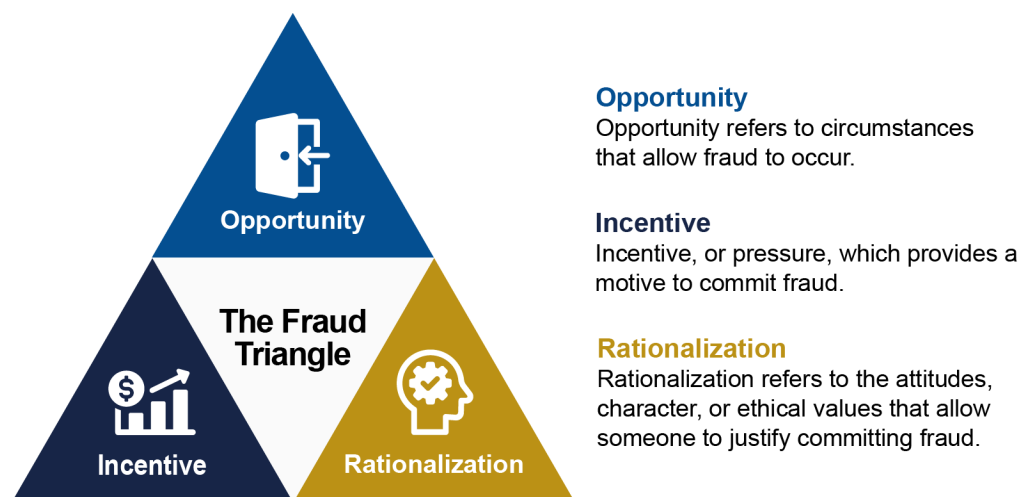 Opportunity
The Fraud
Triangle
$
Incentive
Rationalization
Opportunity
Opportunity refers to circumstances
that allow fraud to occur.
Incentive
Incentive, or pressure, which provides a
motive to commit fraud.
Rationalization
Rationalization refers to the attitudes,
character, or ethical values that allow
someone to justify committing fraud.